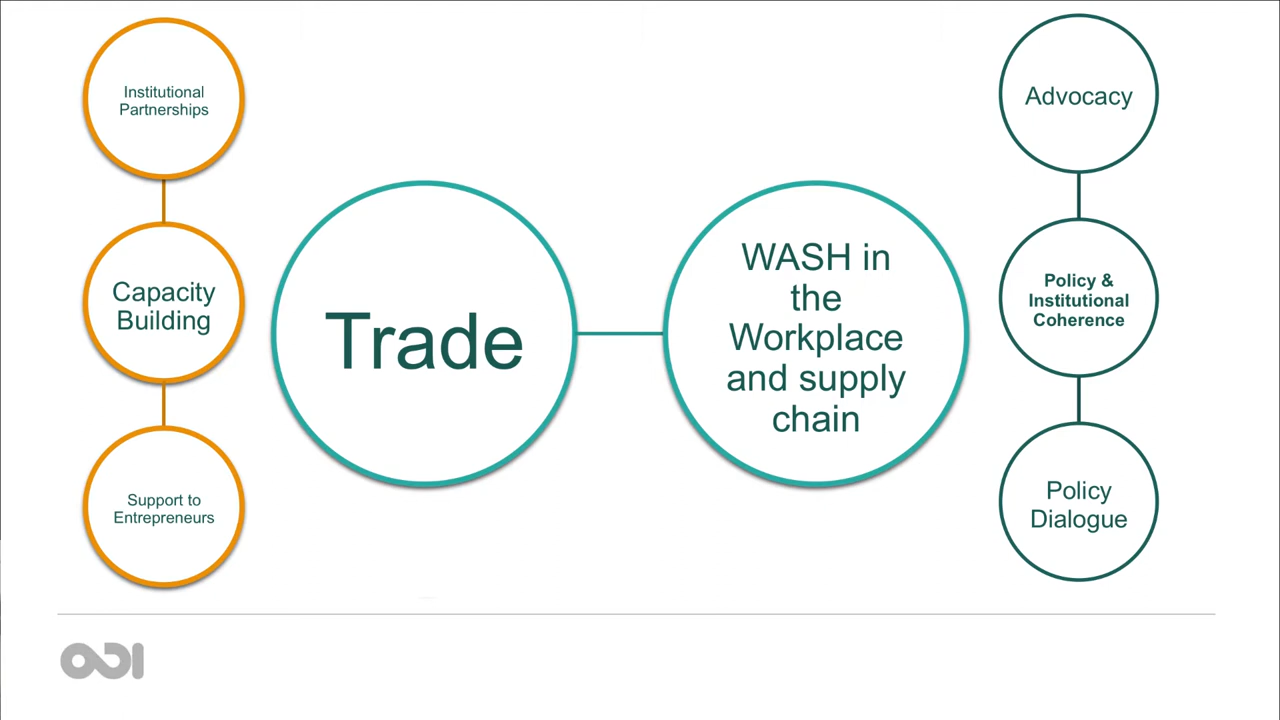 Institutional
Partnerships
Capacity
Building
Support to
Entrepreneurs
Trade
WASH in
the
Workplace
and supply
chain
Advocacy
Policy &
Institutional
Coherence
Policy
Dialogue
ODI